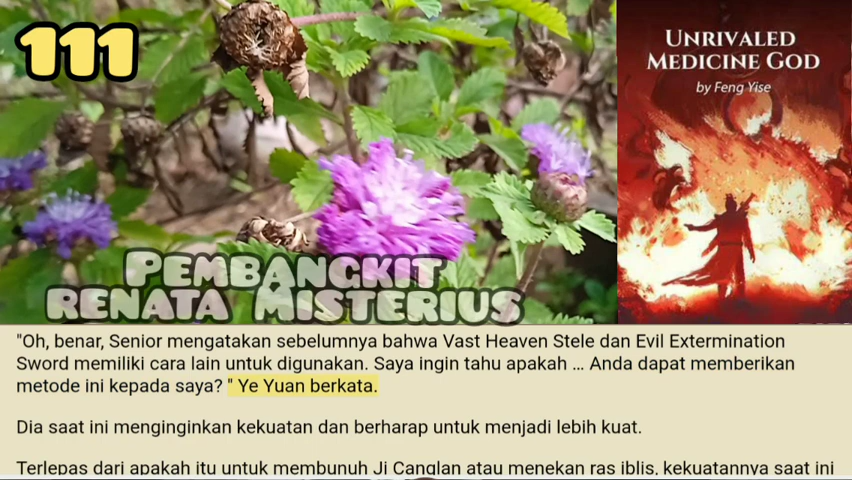 111
UNRIVALED
MEDICINE GOD
by Feng Yise
PEMBANGKIT
RENATA MISTERIUS
"Oh, benar, Senior mengatakan sebelumnya bahwa Vast Heaven Stele dan Evil Extermination
Sword memiliki cara lain untuk digunakan. Saya ingin tahu apakah ... Anda dapat memberikan
metode ini kepada saya? " Ye Yuan berkata.
Dia saat ini menginginkan kekuatan dan berharap untuk menjadi lebih kuat.
Terlepas dari apakah itu untuk membunuh Ji Canglan atau menekan ras iblis, kekuatannya saat ini